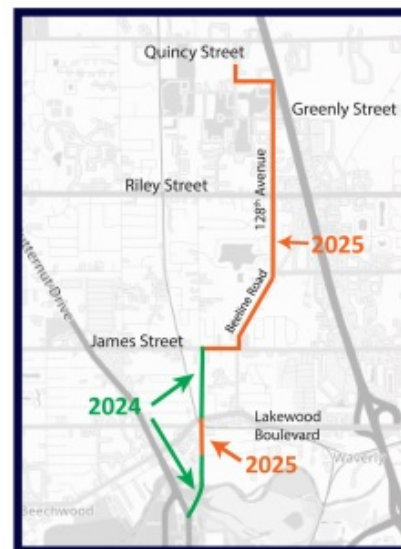 Quincy Street
Greenly Street
128th Avenue
Riley Street
2025
utternut Drive
Beeline Road
James Street
2024
Lakewood
Boulevard
2025
Waverly
Beechwood